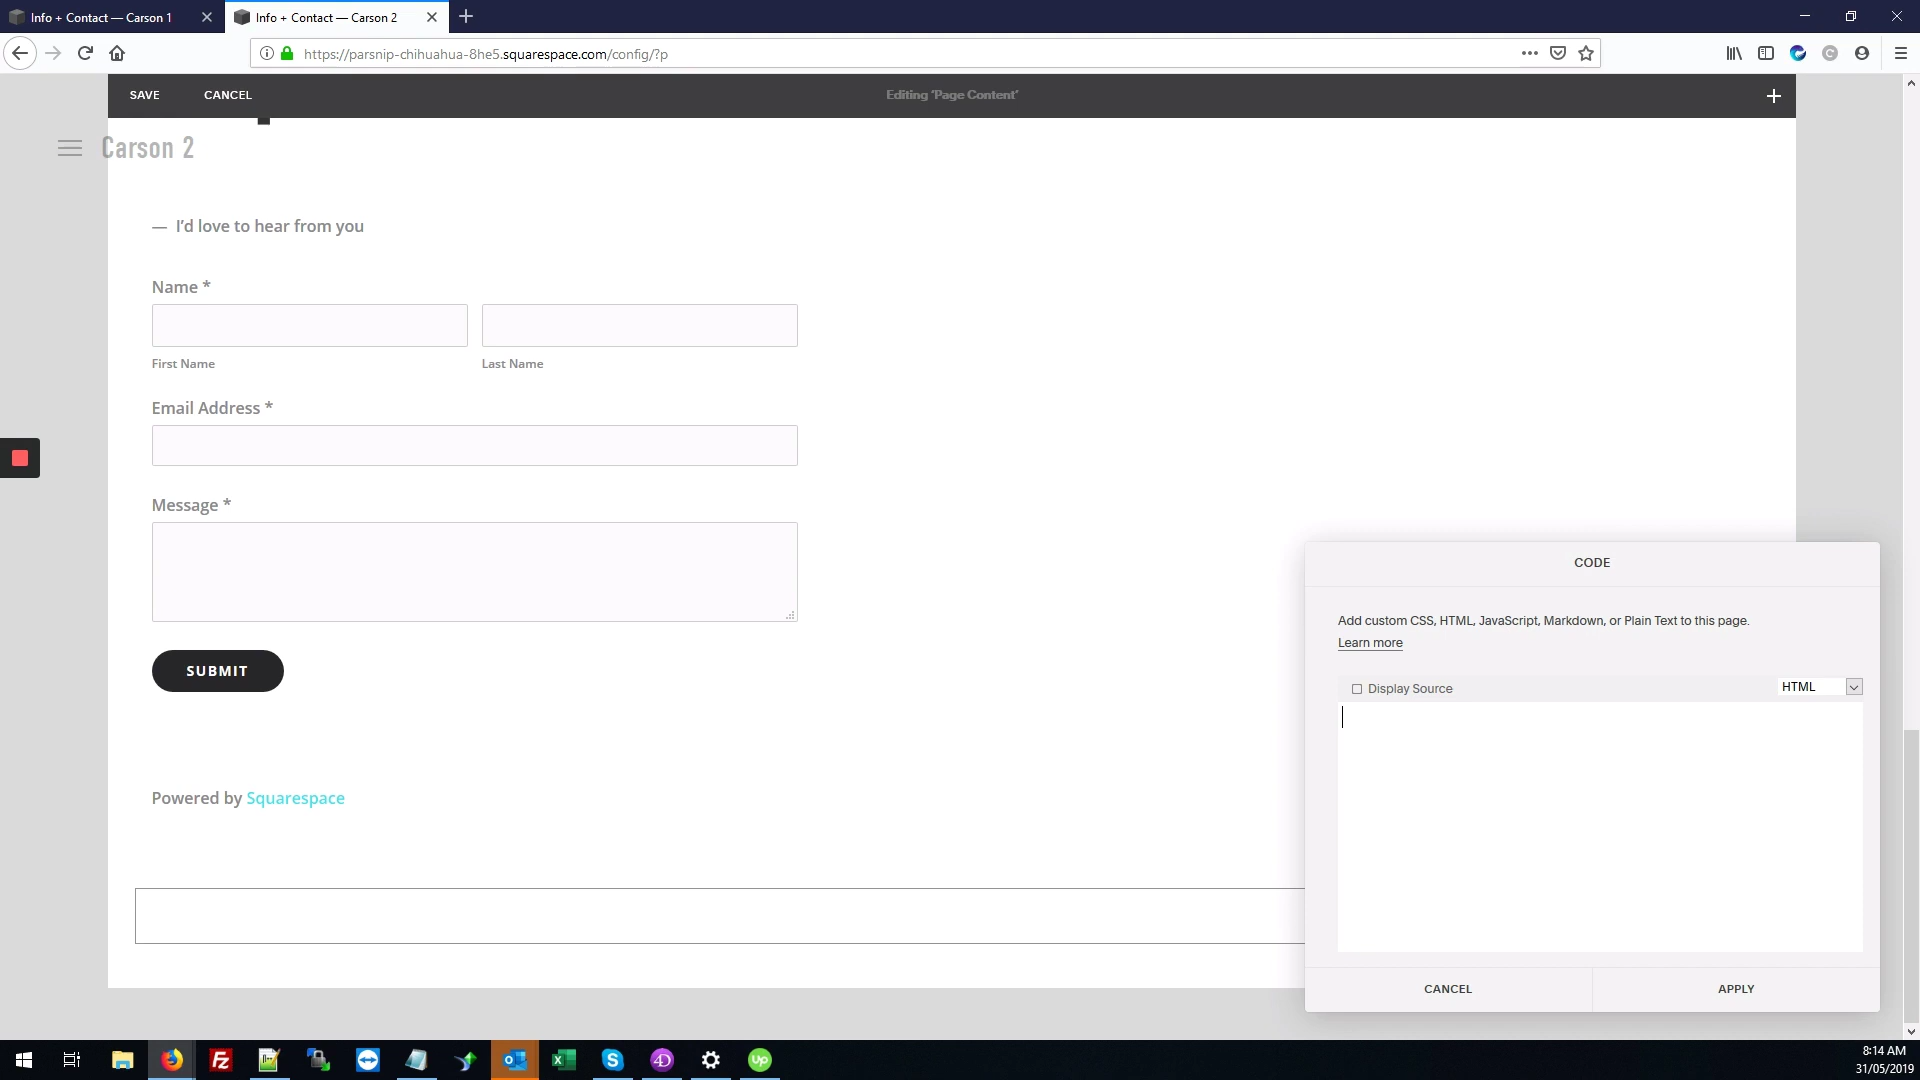 Info + Contact — Carson 1
Info + Contact — Carson 2
https://parsnip-chihuahua-8he5.squarespace.com/config/?p
SAVE
CANCEL
Editing 'Page Content'
Carson 2
— I'd love to hear from you
Name *
First Name
Last Name
Email Address *
Message *
SUBMIT
Powered by Squarespace
CODE
Add custom CSS, HTML, JavaScript, Markdown, or Plain Text to this page.
Learn more
Display Source
HTML
CANCEL
APPLY
Fz
4D
Up
8:14 AM
31/05/2019